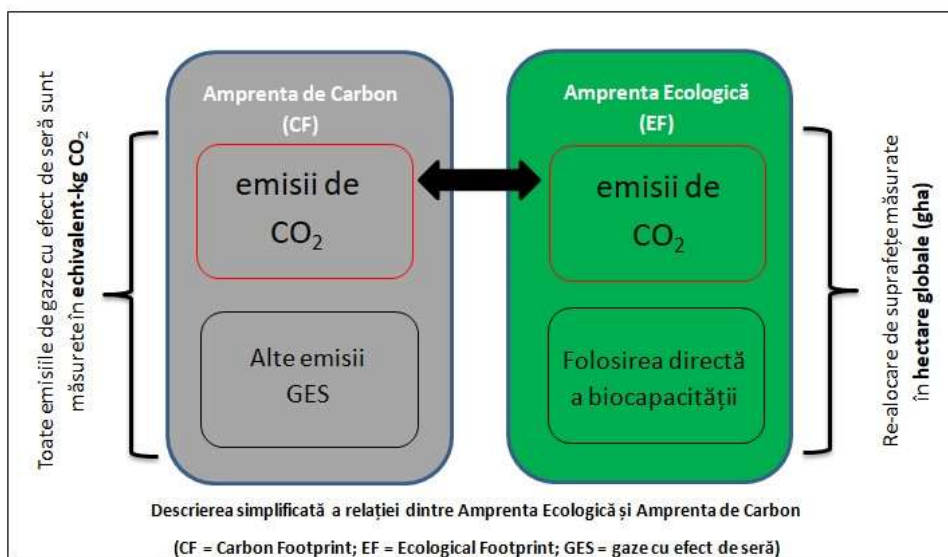 Toate emisiile de gaze cu efect de seră sunt
măsurete în echivalent-kg CO₂
Amprenta de Carbon
(CF)
emisii de
CO₂
Alte emisii
GES
Amprenta Ecologică
(EF)
emisii de
CO₂
Folosirea directă
a biocapacității
Re-alocare de suprafețe măsurate
în hectare globale (gha)
Descrierea simplificată a relației dintre Amprenta Ecologică și Amprenta de Carbon
(CF = Carbon Footprint; EF = Ecological Footprint; GES = gaze cu efect de seră)